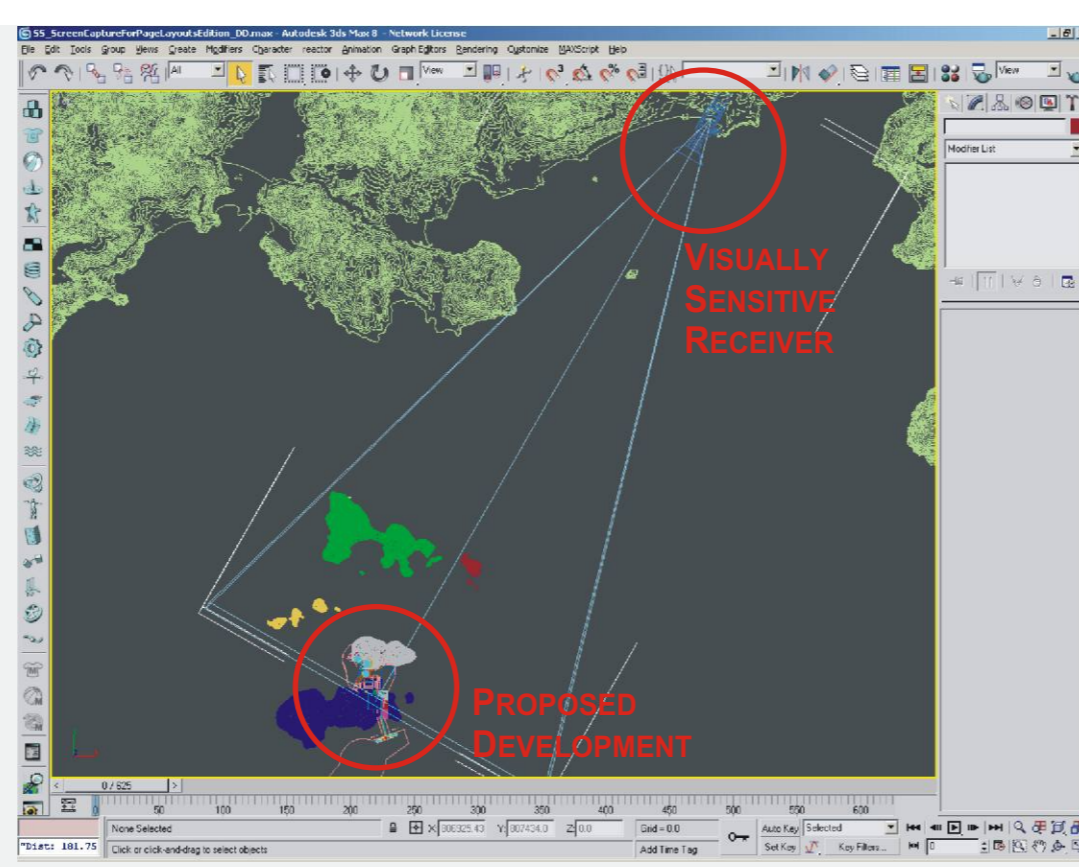 55_ScreenCaptureForPageLayoutsEdition_DD.max - Autodesk 3ds Max 8 - Network License
File Edit Tools Group Views Create Modifiers Character reactor Animation Graph Editors Rendering Customize MAXScript Help
All View View
Modifier List
VISUALLY
SENSITIVE
RECEIVER
PROPOSED
DEVELOPMENT
0 / 625
0 50 100 150 200 250 300 350 400 450 500 550 600
None Selected X: Y: Z: 0.0 Grid = 0.0 Auto Key Selected
"Dist: 181.75 Click or click-and-drag to select objects Add Time Tag Set Key Key Filters... 0